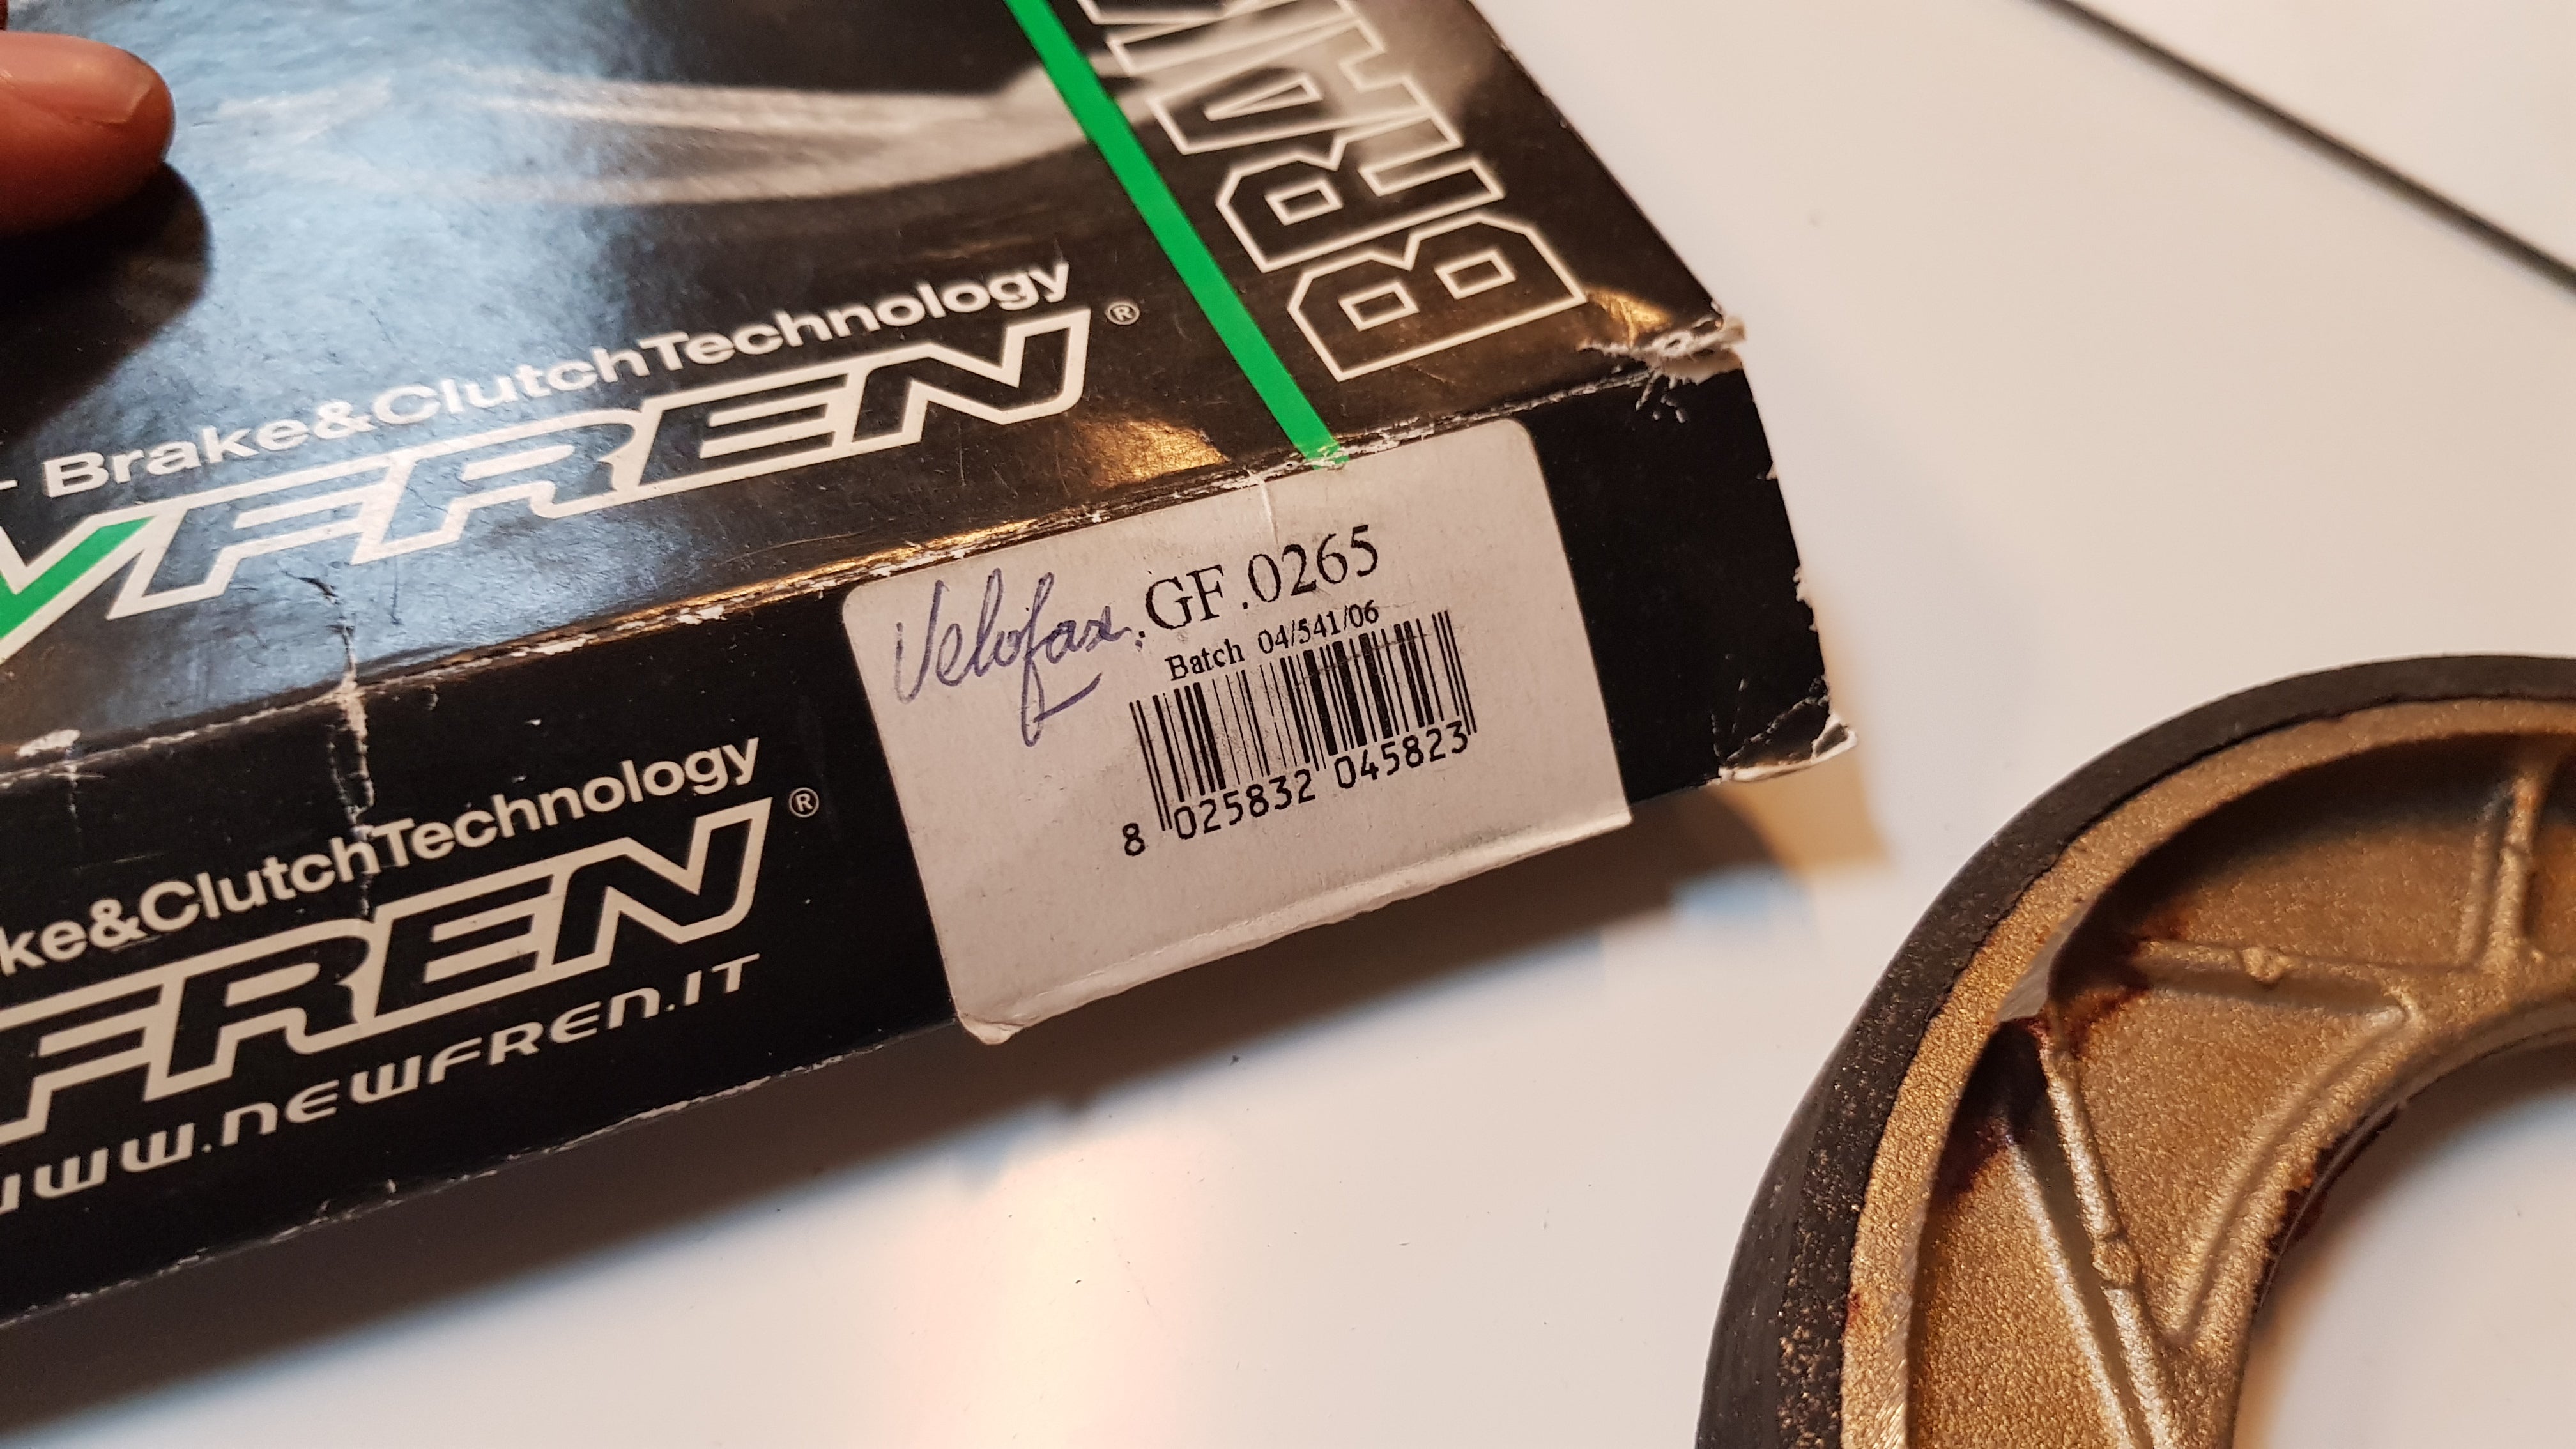 BRAK
Brake&ClutchTechnology
WFREN®
Velofax. GF.0265
Batch 04/541/06
8 025832 045823
ke&ClutchTechnology
FREN®
www.newfren.it